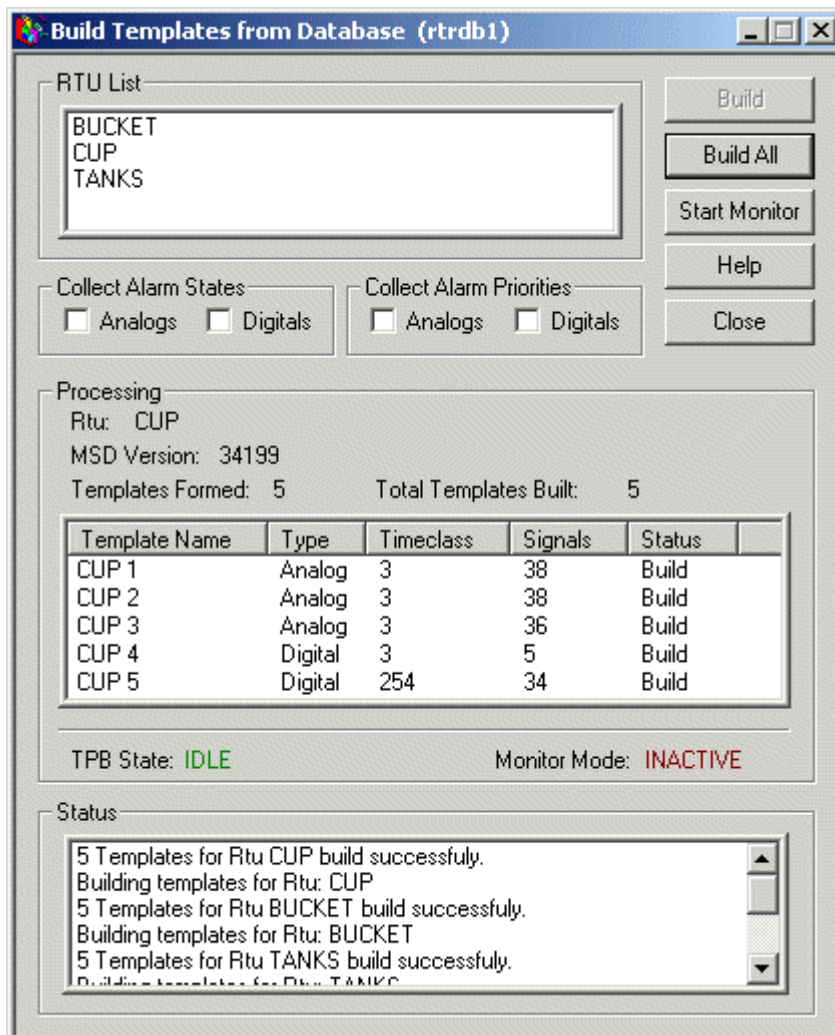 Build Templates from Database (rtrdb1)
RTU List
BUCKET
CUP
TANKS
Build
Build All
Start Monitor
Help
Close
Collect Alarm States
Analogs Digitals
Collect Alarm Priorities
Analogs Digitals
Processing
Rtu: CUP
MSD Version: 34199
Templates Formed: 5 Total Templates Built: 5
Template Name Type Timeclass Signals Status
CUP 1 Analog 3 38 Build
CUP 2 Analog 3 38 Build
CUP 3 Analog 3 36 Build
CUP 4 Digital 3 5 Build
CUP 5 Digital 254 34 Build
TPB State: IDLE Monitor Mode: INACTIVE
Status
5 Templates for Rtu CUP build successfuly.
Building templates for Rtu: CUP
5 Templates for Rtu BUCKET build successfuly.
Building templates for Rtu: BUCKET
5 Templates for Rtu TANKS build successfuly.
Building templates for Rtu: TANKS